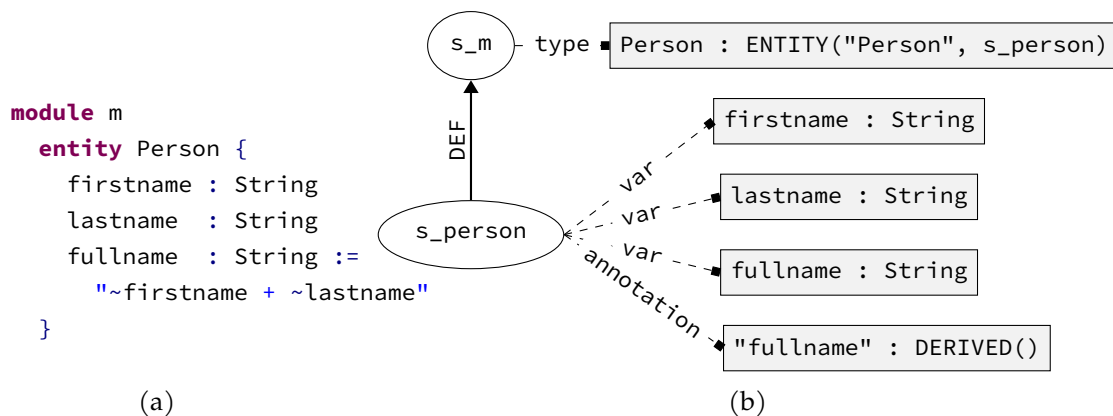 module m
entity Person {
firstname : String
lastname : String
fullname : String :=
"~firstname + ~lastname"
}
(a)
s_m
type
Person : ENTITY("Person", s_person)
DEF
s_person
var
firstname : String
var
lastname : String
var
fullname : String
annotation
"fullname" : DERIVED()
(b)